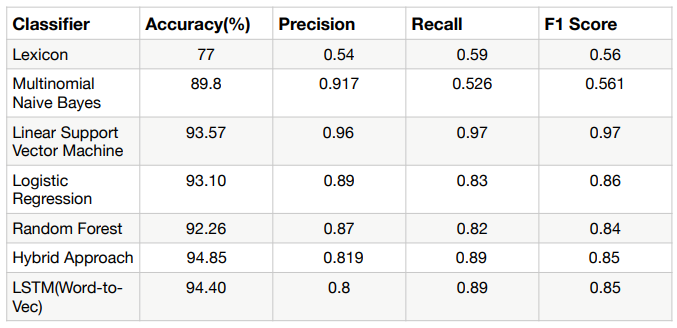 Classifier Accuracy(%) Precision Recall F1 Score
Lexicon 77 0.54 0.59 0.56
Multinomial 89.8 0.917 0.526 0.561
Naive Bayes
Linear Support 93.57 0.96 0.97 0.97
Vector Machine
Logistic 93.10 0.89 0.83 0.86
Regression
Random Forest 92.26 0.87 0.82 0.84
Hybrid Approach 94.85 0.819 0.89 0.85
LSTM(Word-to- 94.40 0.8 0.89 0.85
Vec)